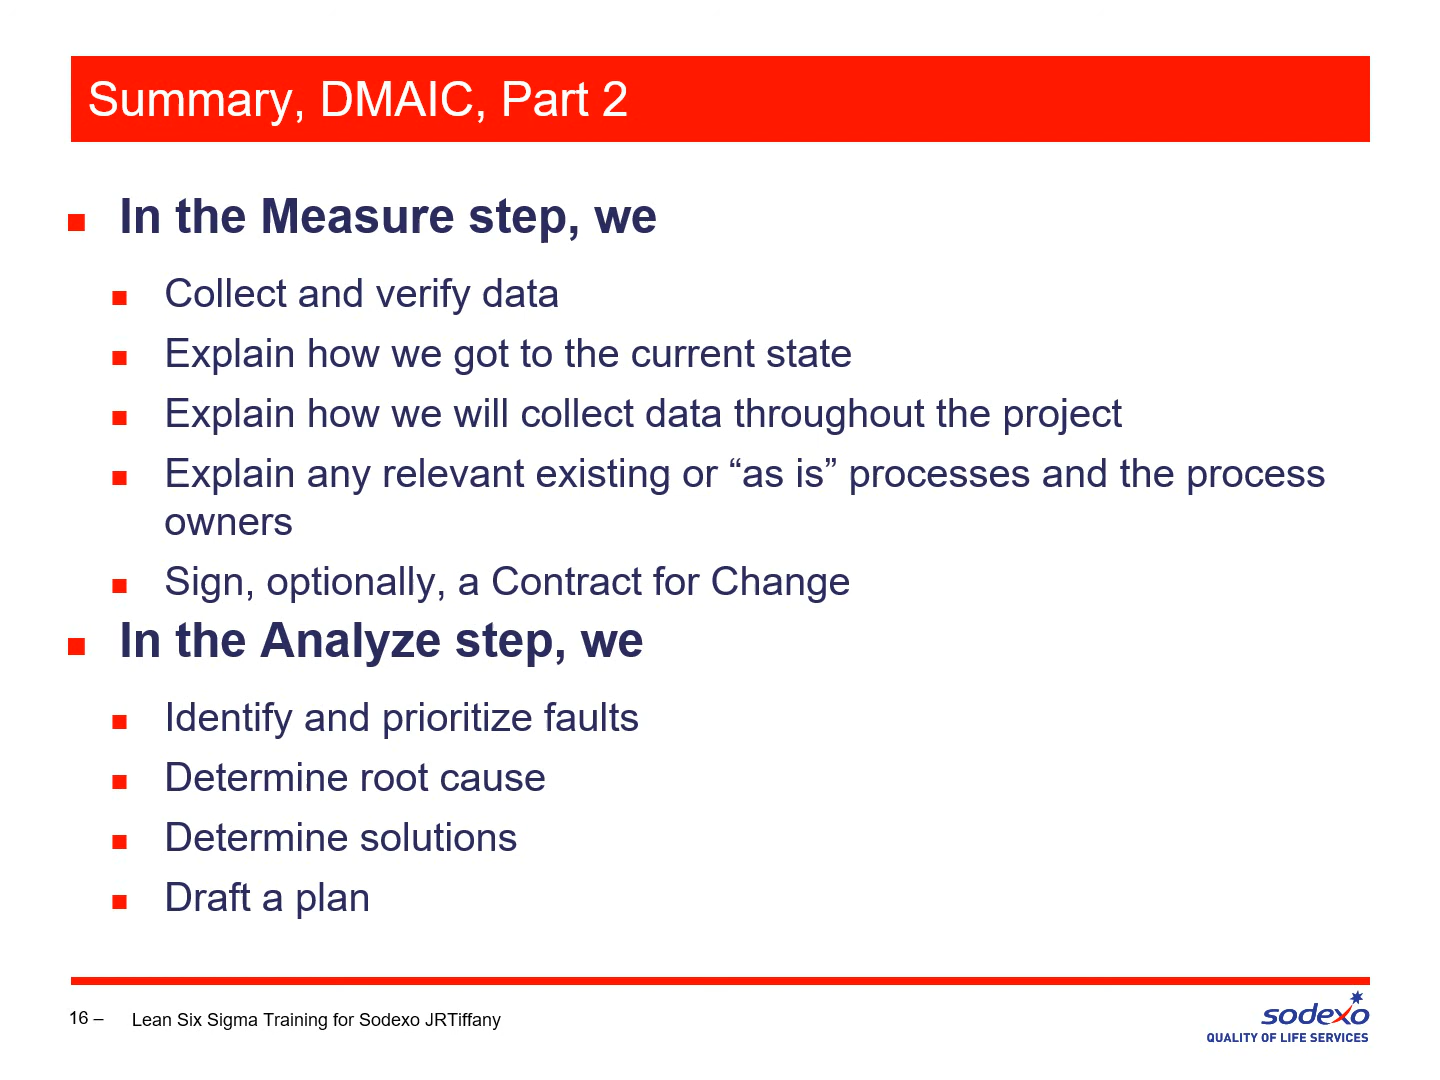 Summary, DMAIC, Part 2
In the Measure step, we
Collect and verify data
Explain how we got to the current state
Explain how we will collect data throughout the project
Explain any relevant existing or “as is” processes and the process
owners
Sign, optionally, a Contract for Change
In the Analyze step, we
Identify and prioritize faults
Determine root cause
Determine solutions
Draft a plan
16 – Lean Six Sigma Training for Sodexo JRTiffany
sodexo
QUALITY OF LIFE SERVICES